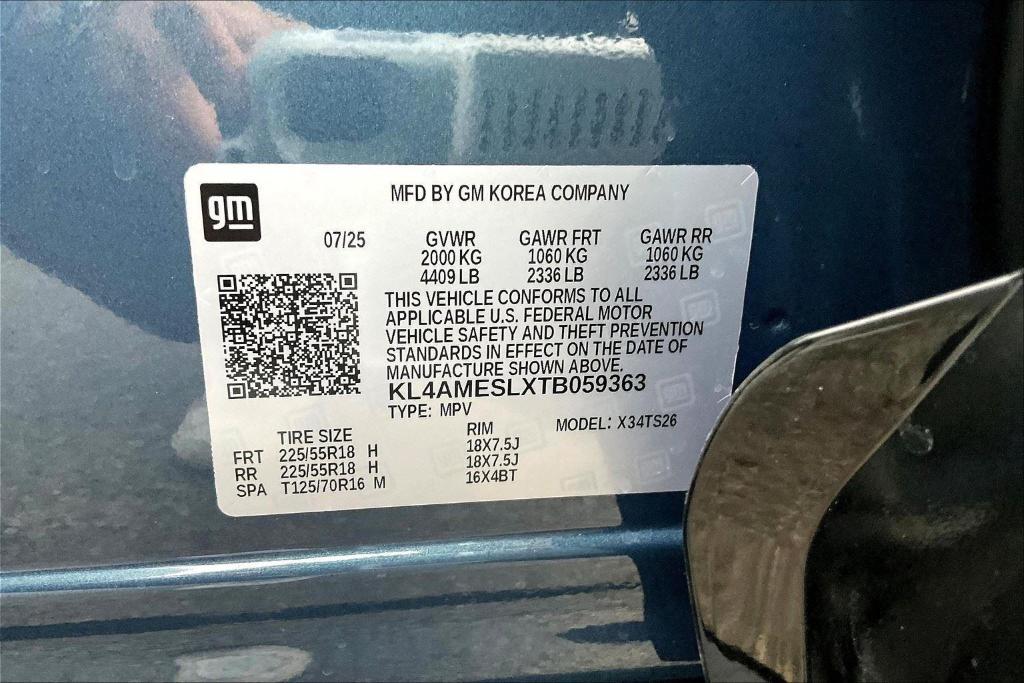 gm
MFD BY GM KOREA COMPANY
07/25 GVWR GAWR FRT GAWR RR
2000 KG 1060 KG 1060 KG
4409 LB 2336 LB 2336 LB
THIS VEHICLE CONFORMS TO ALL
APPLICABLE U.S. FEDERAL MOTOR
VEHICLE SAFETY AND THEFT PREVENTION
STANDARDS IN EFFECT ON THE DATE OF
MANUFACTURE SHOWN ABOVE.
KL4AMESLXTB059363
TYPE: MPV MODEL: X34TS26
TIRE SIZE RIM
FRT 225/55R18 H 18X7.5J
RR 225/55R18 H 18X7.5J
SPA T125/70R16 M 16X4BT